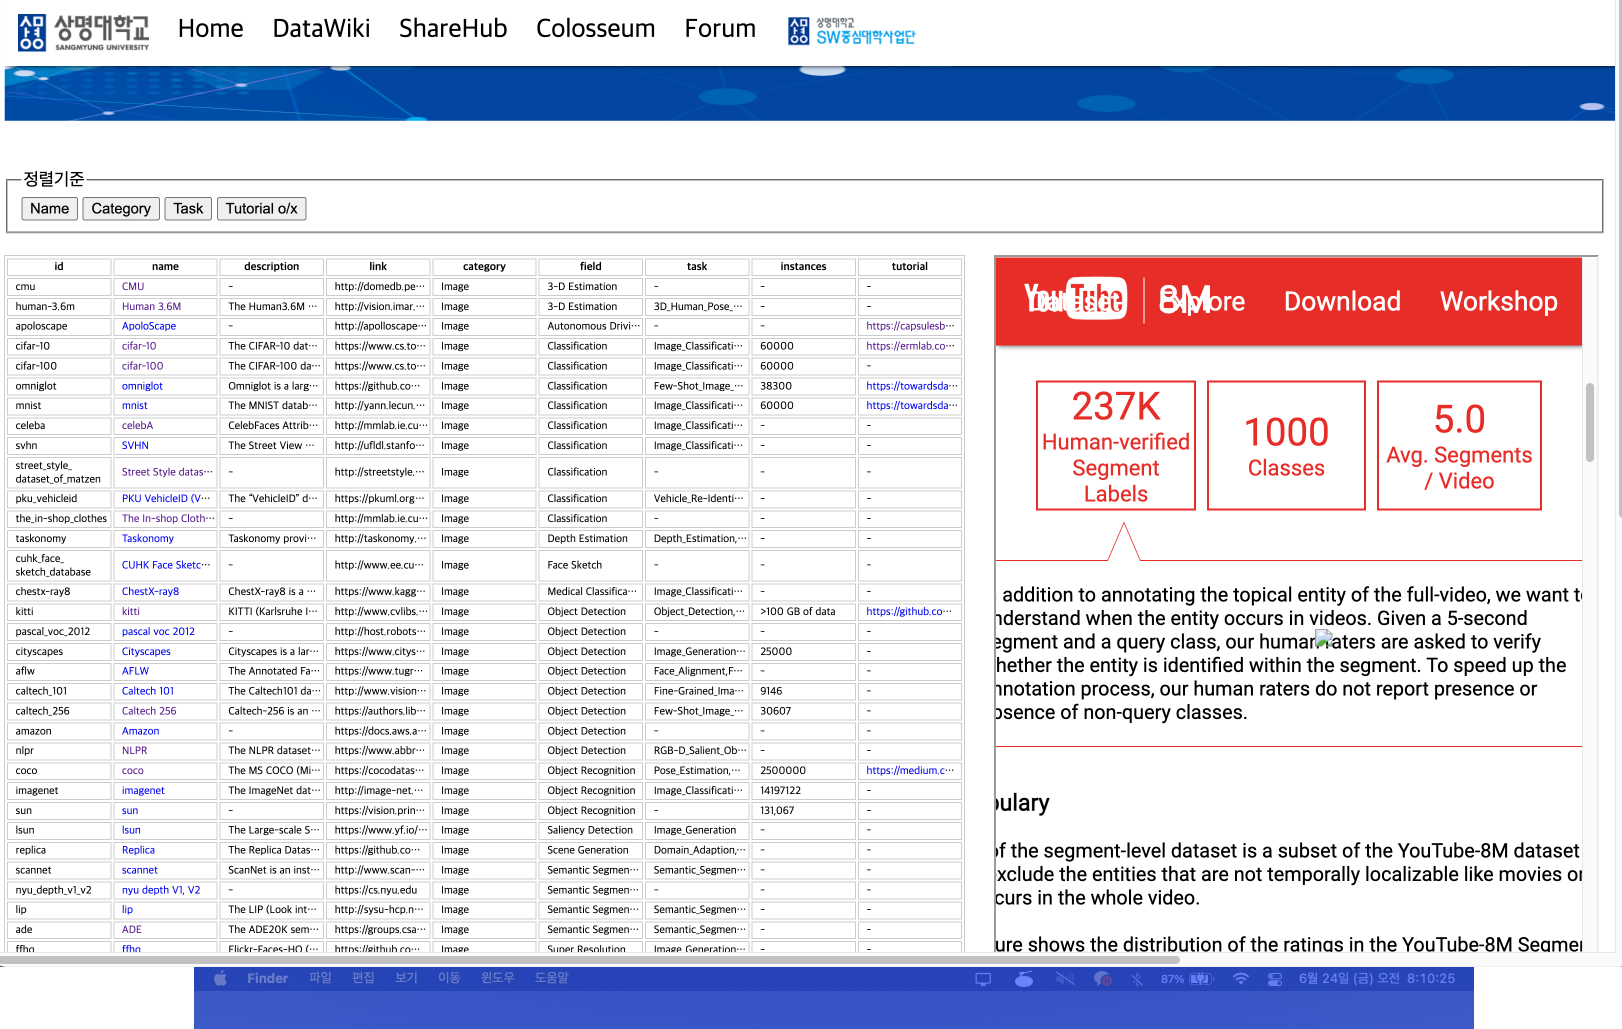 상명대학교
SANGMYUNG UNIVERSITY
Home DataWiki ShareHub Colosseum Forum
상명대학교
SW중심대학사업단
정렬기준
Name Category Task Tutorial o/x
id name description link category field task instances tutorial
cmu CMU - http://domedb.pe··· Image 3-D Estimation - - -
human-3.6m Human 3.6M The Human3.6M ··· http://vision.imar.··· Image 3-D Estimation 3D_Human_Pose_··· - -
apoloscape ApoloScape - http://apolloscape··· Image Autonomous Drivi··· - - https://capsulesb···
cifar-10 cifar-10 The CIFAR-10 dat··· https://www.cs.to··· Image Classification Image_Classificati··· 60000 https://ermlab.co···
cifar-100 cifar-100 The CIFAR-100 da··· https://www.cs.to··· Image Classification Image_Classificati··· 60000 -
omniglot omniglot Omniglot is a larg··· https://github.co··· Image Classification Few-Shot_Image_··· 38300 https://towardsda···
mnist mnist The MNIST datab··· http://yann.lecun.··· Image Classification Image_Classificati··· 60000 https://towardsda···
celeba celebA CelebFaces Attrib··· http://mmlab.ie.cu··· Image Classification Image_Classificati··· - -
svhn SVHN The Street View ··· http://ufldl.stanfo··· Image Classification Image_Classificati··· - -
street_style_
dataset_of_matzen Street Style datas··· - http://streetstyle.··· Image Classification - - -
pku_vehicleid PKU VehicleID (V··· The “VehicleID” d··· https://pkuml.org··· Image Classification Vehicle_Re-Identi··· - -
the_in-shop_clothes The In-shop Cloth··· - http://mmlab.ie.cu··· Image Classification - - -
taskonomy Taskonomy Taskonomy provi··· http://taskonomy.··· Image Depth Estimation Depth_Estimation,··· - -
cuhk_face_
sketch_database CUHK Face Sketc··· - http://www.ee.cu··· Image Face Sketch - - -
chestx-ray8 ChestX-ray8 ChestX-ray8 is a ··· https://www.kagg··· Image Medical Classifica··· Image_Classificati··· - -
kitti kitti KITTI (Karlsruhe I··· http://www.cvlibs.··· Image Object Detection Object_Detection,··· >100 GB of data https://github.co···
pascal_voc_2012 pascal voc 2012 - http://host.robots··· Image Object Detection - - -
cityscapes Cityscapes Cityscapes is a lar··· https://www.citys··· Image Object Detection Image_Generation··· 25000 -
aflw AFLW The Annotated Fa··· https://www.tugr··· Image Object Detection Face_Alignment,F··· - -
caltech_101 Caltech 101 The Caltech101 da··· http://www.vision··· Image Object Detection Fine-Grained_Ima··· 9146 -
caltech_256 Caltech 256 Caltech-256 is an ··· https://authors.lib··· Image Object Detection Few-Shot_Image_··· 30607 -
amazon Amazon - https://docs.aws.a··· Image Object Detection - - -
nlpr NLPR The NLPR dataset··· https://www.abbr··· Image Object Detection RGB-D_Salient_Ob··· - -
coco coco The MS COCO (Mi··· https://cocodatas··· Image Object Recognition Pose_Estimation,··· 2500000 https://medium.c···
imagenet imagenet The ImageNet dat··· http://image-net.··· Image Object Recognition Image_Classificati··· 14197122 -
sun sun - https://vision.prin··· Image Object Recognition - 131,067 -
lsun lsun The Large-scale S··· https://www.yf.io/··· Image Saliency Detection Image_Generation - -
replica Replica The Replica Datas··· https://github.co··· Image Scene Generation Domain_Adaption,··· - -
scannet scannet ScanNet is an inst··· http://www.scan-··· Image Semantic Segmen··· Semantic_Segmen··· - -
nyu_depth_v1_v2 nyu depth V1, V2 - https://cs.nyu.edu Image Semantic Segmen··· - - -
lip lip The LIP (Look int··· http://sysu-hcp.n··· Image Semantic Segmen··· Semantic_Segmen··· - -
ade ADE The ADE20K sem··· https://groups.csa··· Image Semantic Segmen··· Semantic_Segmen··· - -
ffhq ffhq Flickr-Faces-HQ (··· https://github.co··· Image Super Resolution Image_Generation··· - -
YouTube 8M Dataset Explore Download Workshop
237K
Human-verified
Segment
Labels
1000
Classes
5.0
Avg. Segments
/ Video
addition to annotating the topical entity of the full-video, we want t
nderstand when the entity occurs in videos. Given a 5-second
egment and a query class, our human raters are asked to verify
hether the entity is identified within the segment. To speed up the
nnotation process, our human raters do not report presence or
bsence of non-query classes.
bulary
of the segment-level dataset is a subset of the YouTube-8M dataset
xclude the entities that are not temporally localizable like movies or
curs in the whole video.
ure shows the distribution of the ratings in the YouTube-8M Segmen
Finder 파일 편집 보기 이동 윈도우 도움말 87% 6월 24일 (금) 오전 8:10:25